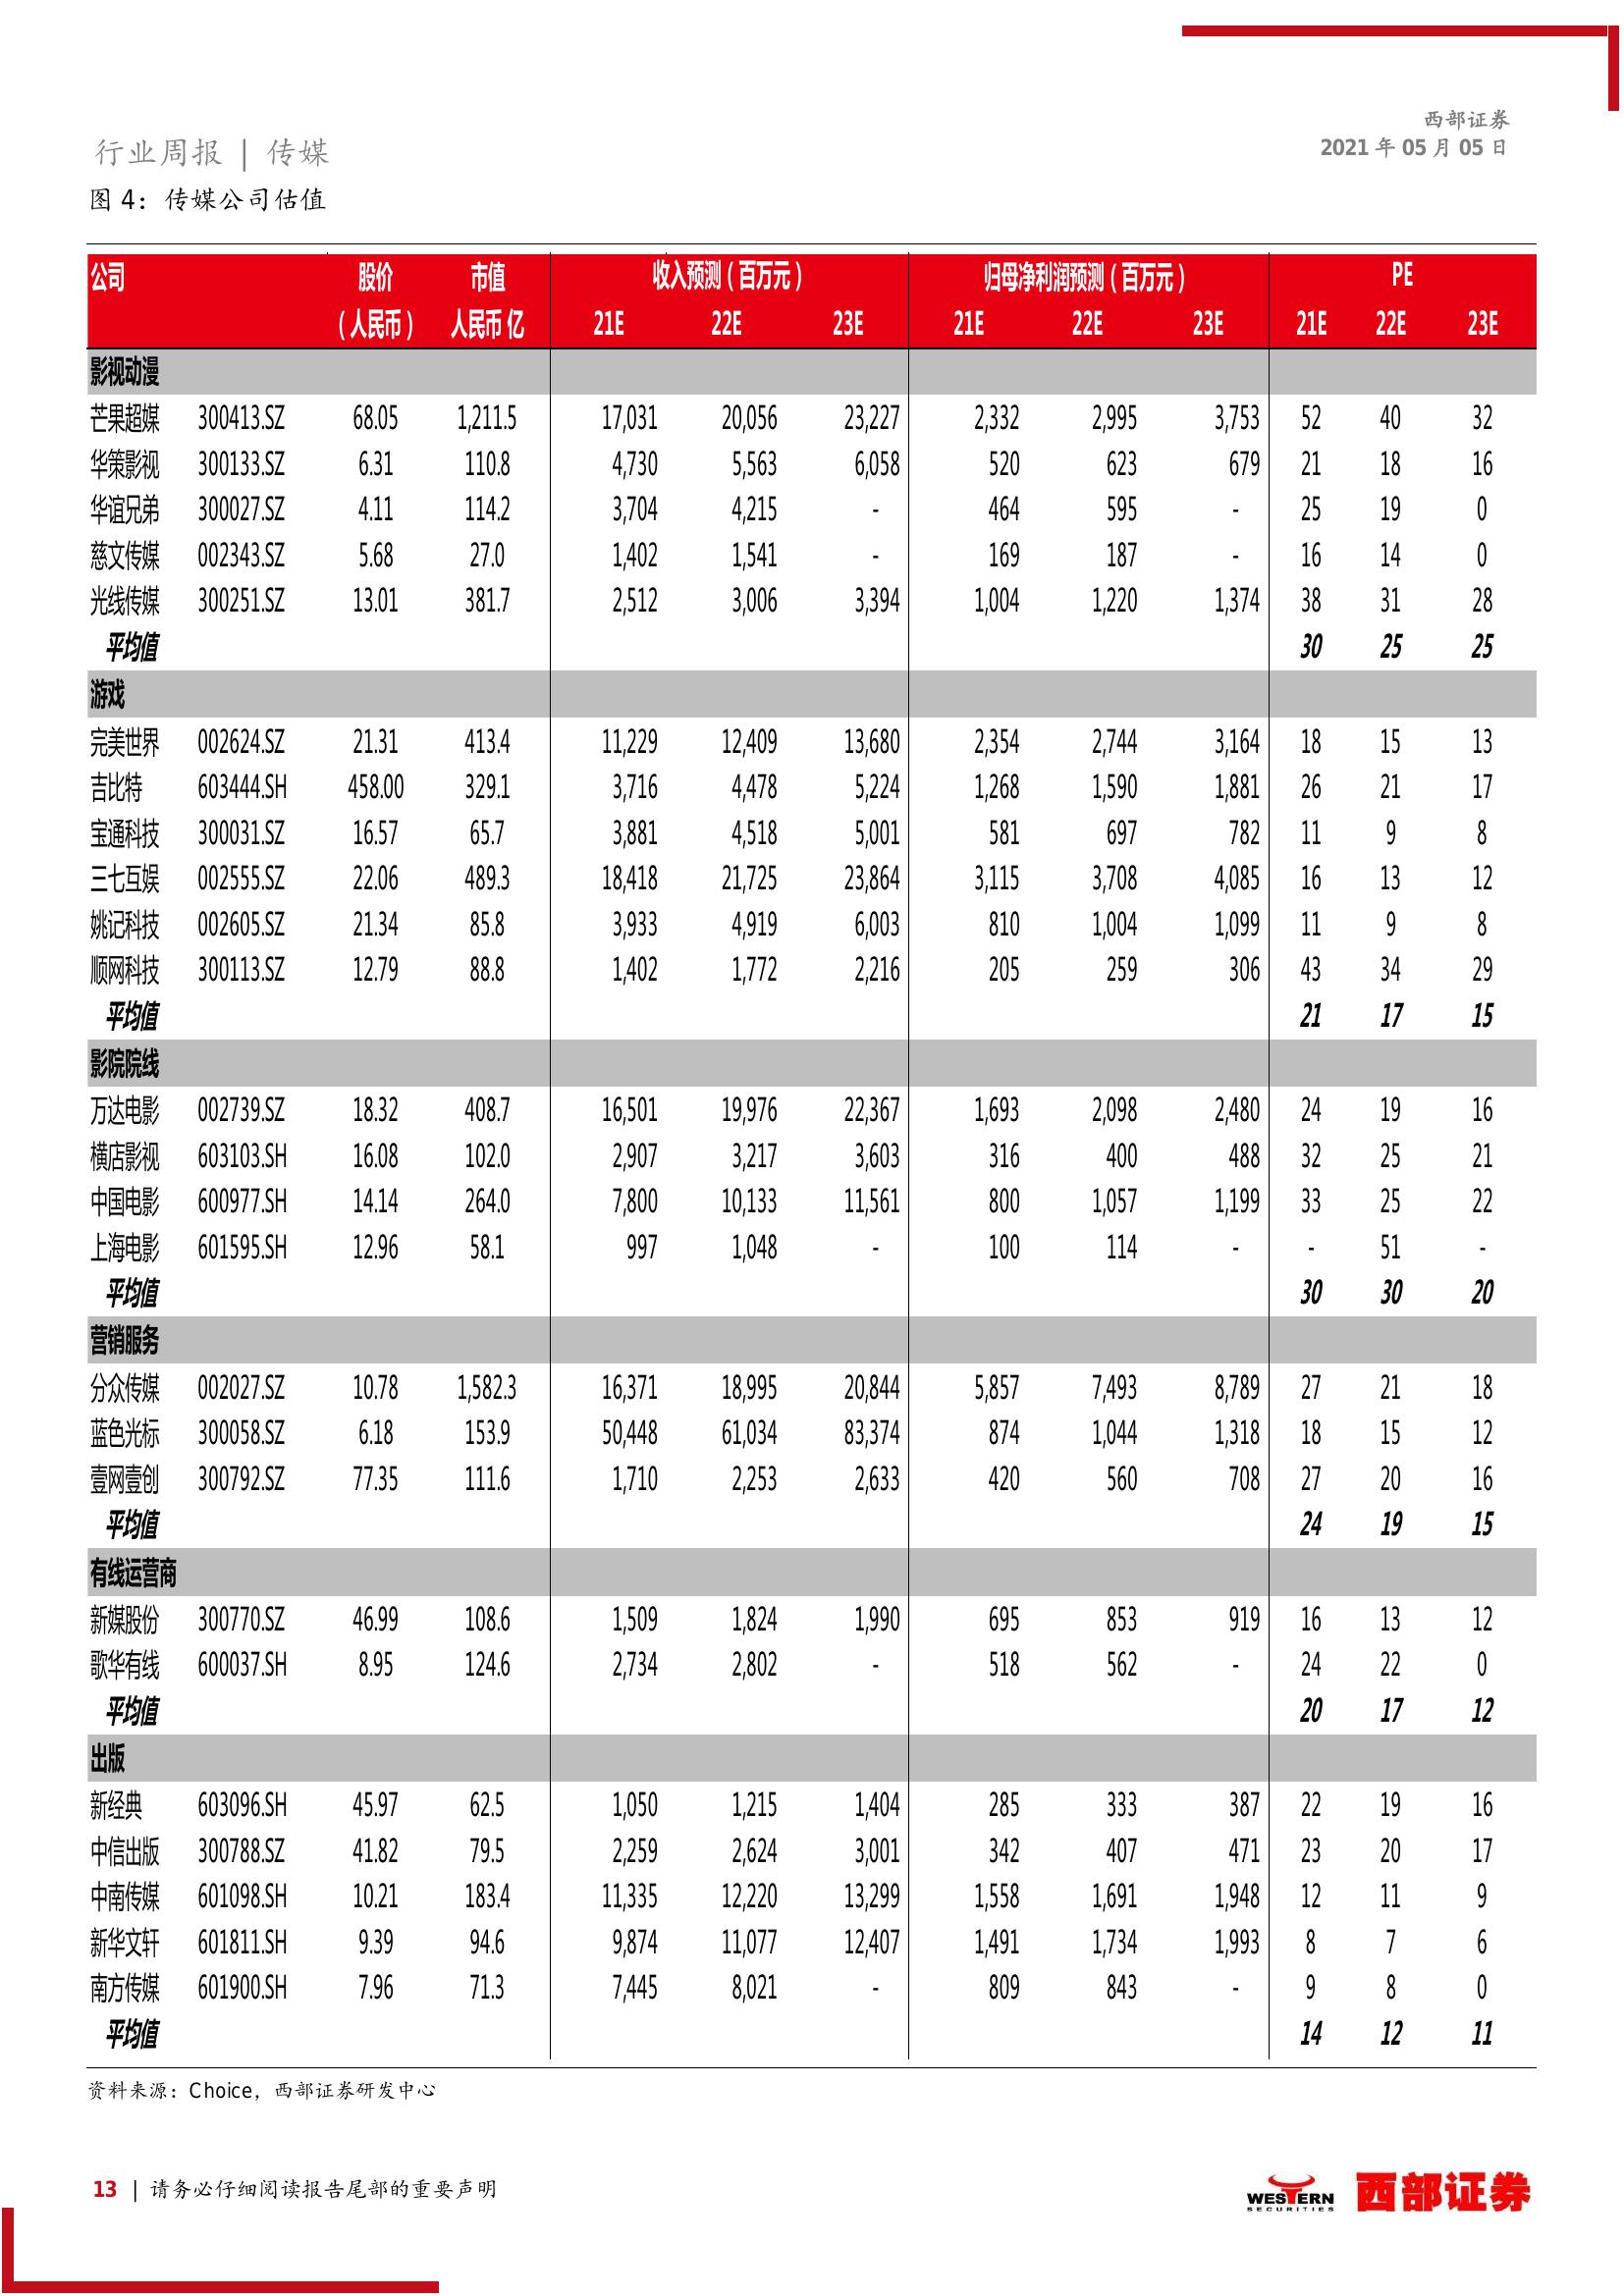 西部证券
行业周报 | 传媒
2021 年 05 月 05 日
图 4：传媒公司估值
公司 股价 市值 收入预测（百万元） 归母净利润预测（百万元） PE
（人民币） 人民币 亿 21E 22E 23E 21E 22E 23E 21E 22E 23E
影视动漫
芒果超媒 300413.SZ 68.05 1,211.5 17,031 20,056 23,227 2,332 2,995 3,753 52 40 32
华策影视 300133.SZ 6.31 110.8 4,730 5,563 6,058 520 623 679 21 18 16
华谊兄弟 300027.SZ 4.11 114.2 3,704 4,215 - 464 595 - 25 19 0
慈文传媒 002343.SZ 5.68 27.0 1,402 1,541 - 169 187 - 16 14 0
光线传媒 300251.SZ 13.01 381.7 2,512 3,006 3,394 1,004 1,220 1,374 38 31 28
平均值 30 25 25
游戏
完美世界 002624.SZ 21.31 413.4 11,229 12,409 13,680 2,354 2,744 3,164 18 15 13
吉比特 603444.SH 458.00 329.1 3,716 4,478 5,224 1,268 1,590 1,881 26 21 17
宝通科技 300031.SZ 16.57 65.7 3,881 4,518 5,001 581 697 782 11 9 8
三七互娱 002555.SZ 22.06 489.3 18,418 21,725 23,864 3,115 3,708 4,085 16 13 12
姚记科技 002605.SZ 21.34 85.8 3,933 4,919 6,003 810 1,004 1,099 11 9 8
顺网科技 300113.SZ 12.79 88.8 1,402 1,772 2,216 205 259 306 43 34 29
平均值 21 17 15
影院院线
万达电影 002739.SZ 18.32 408.7 16,501 19,976 22,367 1,693 2,098 2,480 24 19 16
横店影视 603103.SH 16.08 102.0 2,907 3,217 3,603 316 400 488 32 25 21
中国电影 600977.SH 14.14 264.0 7,800 10,133 11,561 800 1,057 1,199 33 25 22
上海电影 601595.SH 12.96 58.1 997 1,048 - 100 114 - - 51 -
平均值 30 30 20
营销服务
分众传媒 002027.SZ 10.78 1,582.3 16,371 18,995 20,844 5,857 7,493 8,789 27 21 18
蓝色光标 300058.SZ 6.18 153.9 50,448 61,034 83,374 874 1,044 1,318 18 15 12
壹网壹创 300792.SZ 77.35 111.6 1,710 2,253 2,633 420 560 708 27 20 16
平均值 24 19 15
有线运营商
新媒股份 300770.SZ 46.99 108.6 1,509 1,824 1,990 695 853 919 16 13 12
歌华有线 600037.SH 8.95 124.6 2,734 2,802 - 518 562 - 24 22 0
平均值 20 17 12
出版
新经典 603096.SH 45.97 62.5 1,050 1,215 1,404 285 333 387 22 19 16
中信出版 300788.SZ 41.82 79.5 2,259 2,624 3,001 342 407 471 23 20 17
中南传媒 601098.SH 10.21 183.4 11,335 12,220 13,299 1,558 1,691 1,948 12 11 9
新华文轩 601811.SH 9.39 94.6 9,874 11,077 12,407 1,491 1,734 1,993 8 7 6
南方传媒 601900.SH 7.96 71.3 7,445 8,021 - 809 843 - 9 8 0
平均值 14 12 11
资料来源：Choice，西部证券研发中心
13 | 请务必仔细阅读报告尾部的重要声明
WESTERN
SECURITIES
西部证券